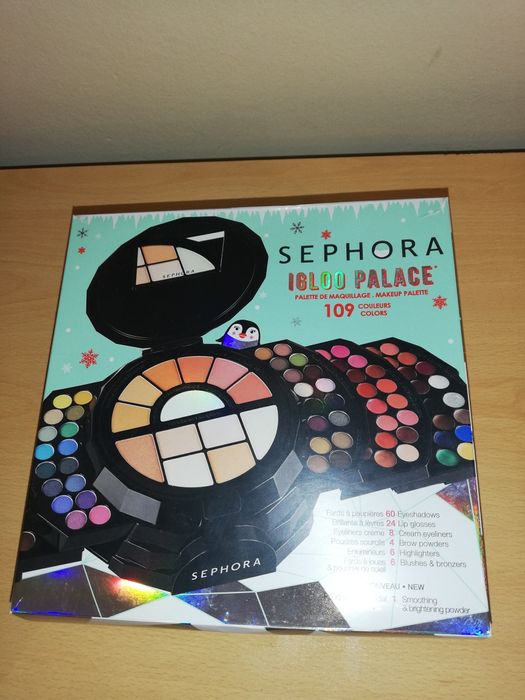 SEPHORA
IGLOO PALACE*
PALETTE DE MAQUILLAGE . MAKEUP PALETTE
109 COULEURS COLORS
SEPHORA
SEPHORA
Fards à paupières 60 Eyeshadows
Brillants à lèvres 24 Lip glosses
Eyeliners crème 8 Cream eyeliners
Poudres sourcils 4 Brow powders
Enlumineurs 6 Highlighters
Fards à joues & poudre de soleil 6 Blushes & bronzers
NOUVEAU • NEW
1 Smoothing & brightening powder